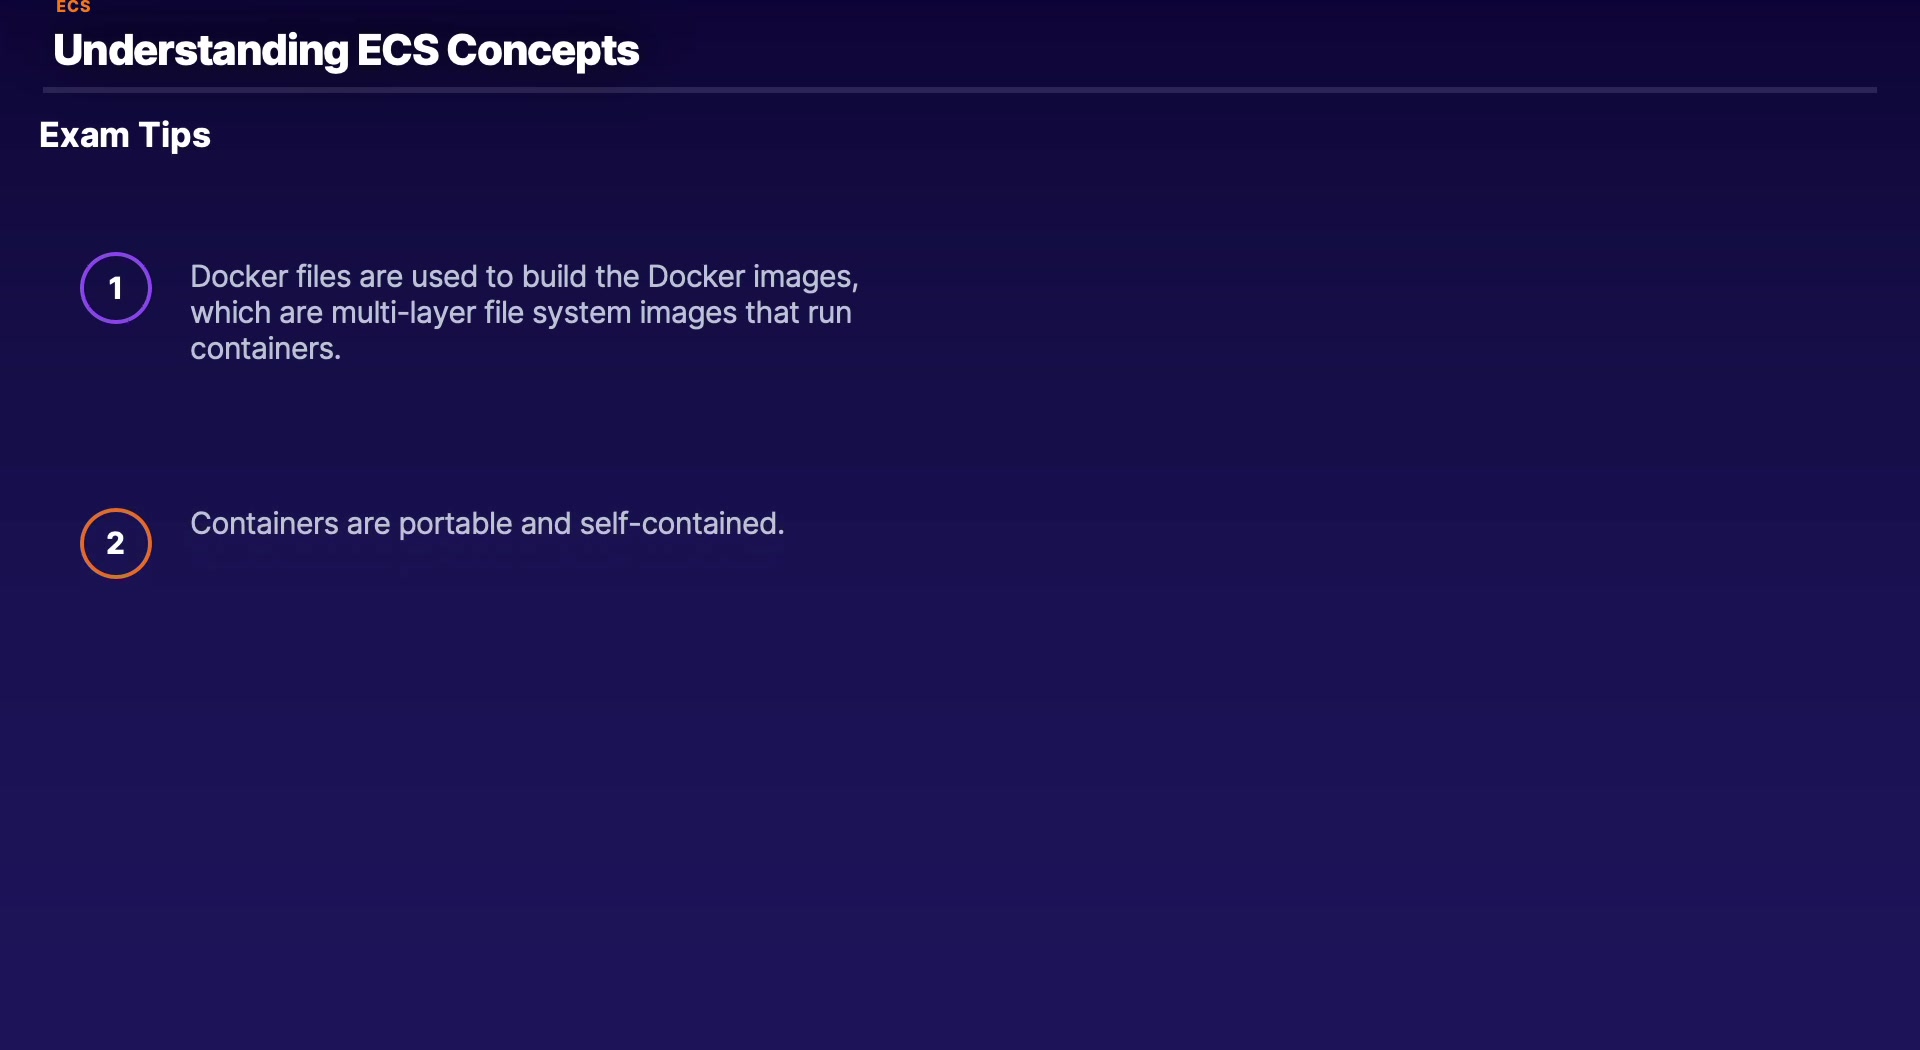 ECS
Understanding ECS Concepts
Exam Tips
1
Docker files are used to build the Docker images,
which are multi-layer file system images that run
containers.
2
Containers are portable and self-contained.